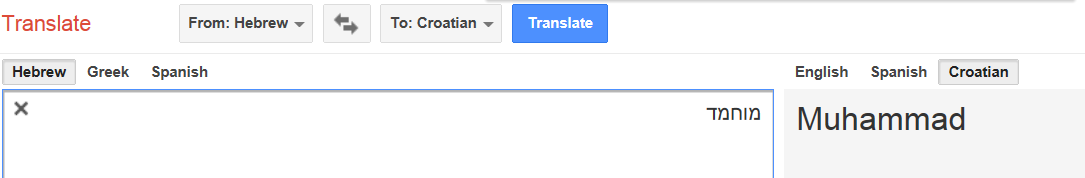 Translate From: Hebrew To: Croatian Translate
Hebrew Greek Spanish English Spanish Croatian
מוחמד
Muhammad